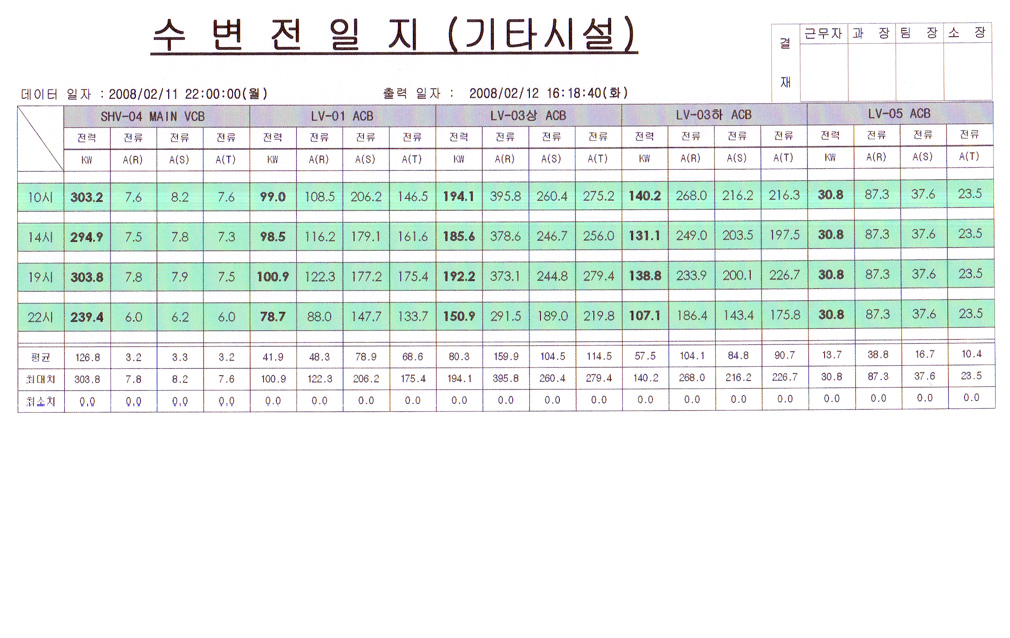 수 변 전 일 지 (기타시설)
결 재 근무자 과 장 팀 장 소 장
데이터 일자 : 2008/02/11 22:00:00(월) 출력 일자 : 2008/02/12 16:18:40(화)
SHV-04 MAIN VCB LV-01 ACB LV-03상 ACB LV-03하 ACB LV-05 ACB
전력 전류 전류 전류 전력 전류 전류 전류 전력 전류 전류 전류 전력 전류 전류 전류 전력 전류 전류 전류
KW A(R) A(S) A(T) KW A(R) A(S) A(T) KW A(R) A(S) A(T) KW A(R) A(S) A(T) KW A(R) A(S) A(T)
10시 303.2 7.6 8.2 7.6 99.0 108.5 206.2 146.5 194.1 395.8 260.4 275.2 140.2 268.0 216.2 216.3 30.8 87.3 37.6 23.5
14시 294.9 7.5 7.8 7.3 98.5 116.2 179.1 161.6 185.6 378.6 246.7 256.0 131.1 249.0 203.5 197.5 30.8 87.3 37.6 23.5
19시 303.8 7.8 7.9 7.5 100.9 122.3 177.2 175.4 192.2 373.1 244.8 279.4 138.8 233.9 200.1 226.7 30.8 87.3 37.6 23.5
22시 239.4 6.0 6.2 6.0 78.7 88.0 147.7 133.7 150.9 291.5 189.0 219.8 107.1 186.4 143.4 175.8 30.8 87.3 37.6 23.5
평균 126.8 3.2 3.3 3.2 41.9 48.3 78.9 68.6 80.3 159.9 104.5 114.5 57.5 104.1 84.8 90.7 13.7 38.8 16.7 10.4
최대치 303.8 7.8 8.2 7.6 100.9 122.3 206.2 175.4 194.1 395.8 260.4 279.4 140.2 268.0 216.2 226.7 30.8 87.3 37.6 23.5
최소치 0.0 0.0 0.0 0.0 0.0 0.0 0.0 0.0 0.0 0.0 0.0 0.0 0.0 0.0 0.0 0.0 0.0 0.0 0.0 0.0